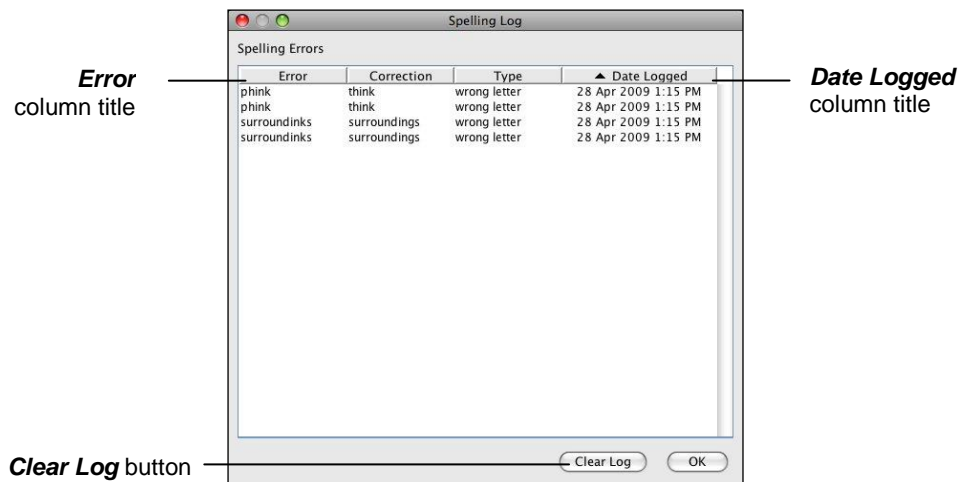 Spelling Log
Spelling Errors
Error Correction Type ▲ Date Logged
phink think wrong letter 28 Apr 2009 1:15 PM
phink think wrong letter 28 Apr 2009 1:15 PM
surroundinks surroundings wrong letter 28 Apr 2009 1:15 PM
surroundinks surroundings wrong letter 28 Apr 2009 1:15 PM
Error
column title
Date Logged
column title
Clear Log button
Clear Log OK